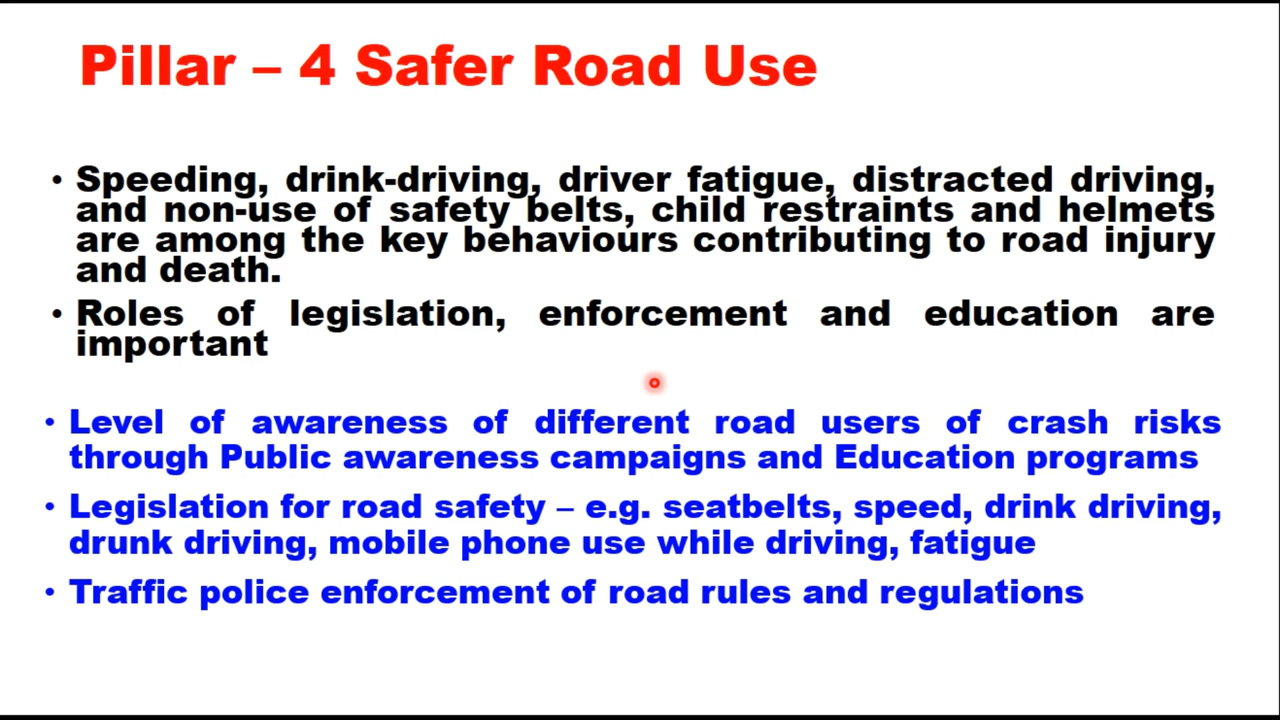 Pillar – 4 Safer Road Use
• Speeding, drink-driving, driver fatigue, distracted driving,
and non-use of safety belts, child restraints and helmets
are among the key behaviours contributing to road injury
and death.
• Roles of legislation, enforcement and education are
important
• Level of awareness of different road users of crash risks
through Public awareness campaigns and Education programs
• Legislation for road safety – e.g. seatbelts, speed, drink driving,
drunk driving, mobile phone use while driving, fatigue
• Traffic police enforcement of road rules and regulations